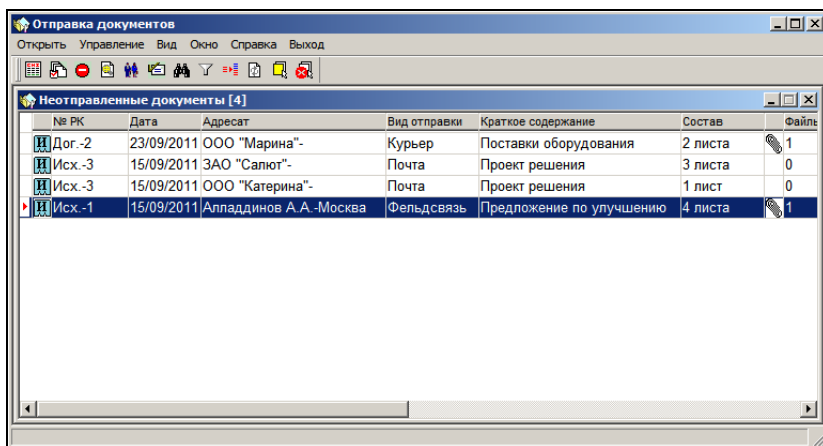 Отправка документов
Открыть Управление Вид Окно Справка Выход
Неотправленные документы [4]
№ РК Дата Адресат Вид отправки Краткое содержание Состав Файль
И Дог.-2 23/09/2011 ООО "Марина"- Курьер Поставки оборудования 2 листа 1
И Исх.-3 15/09/2011 ЗАО "Салют"- Почта Проект решения 3 листа 0
И Исх.-3 15/09/2011 ООО "Катерина"- Почта Проект решения 1 лист 0
И Исх.-1 15/09/2011 Алладдинов А.А.-Москва Фельдсвязь Предложение по улучшению 4 листа 1